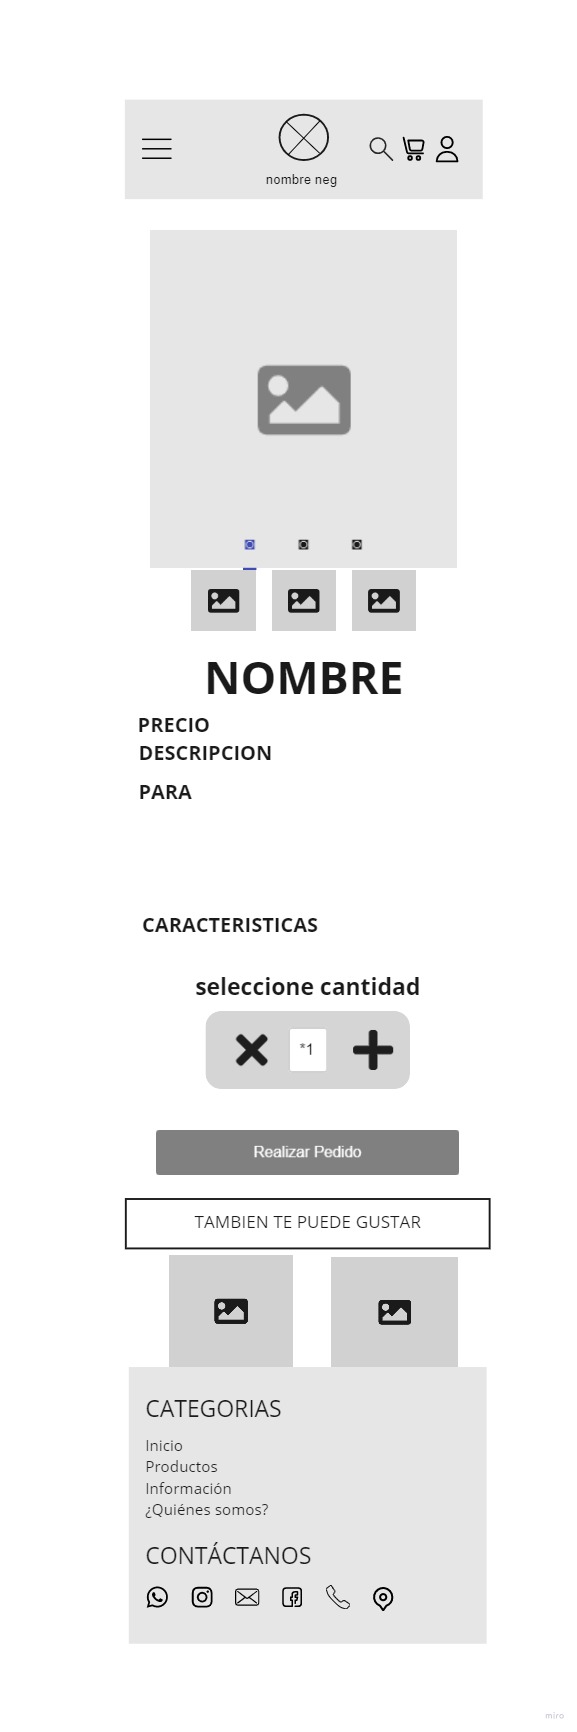 nombre neg
NOMBRE
PRECIO
DESCRIPCION
PARA
CARACTERISTICAS
seleccione cantidad
*1
Realizar Pedido
TAMBIEN TE PUEDE GUSTAR
CATEGORIAS
Inicio
Productos
Información
¿Quiénes somos?
CONTÁCTANOS
miro